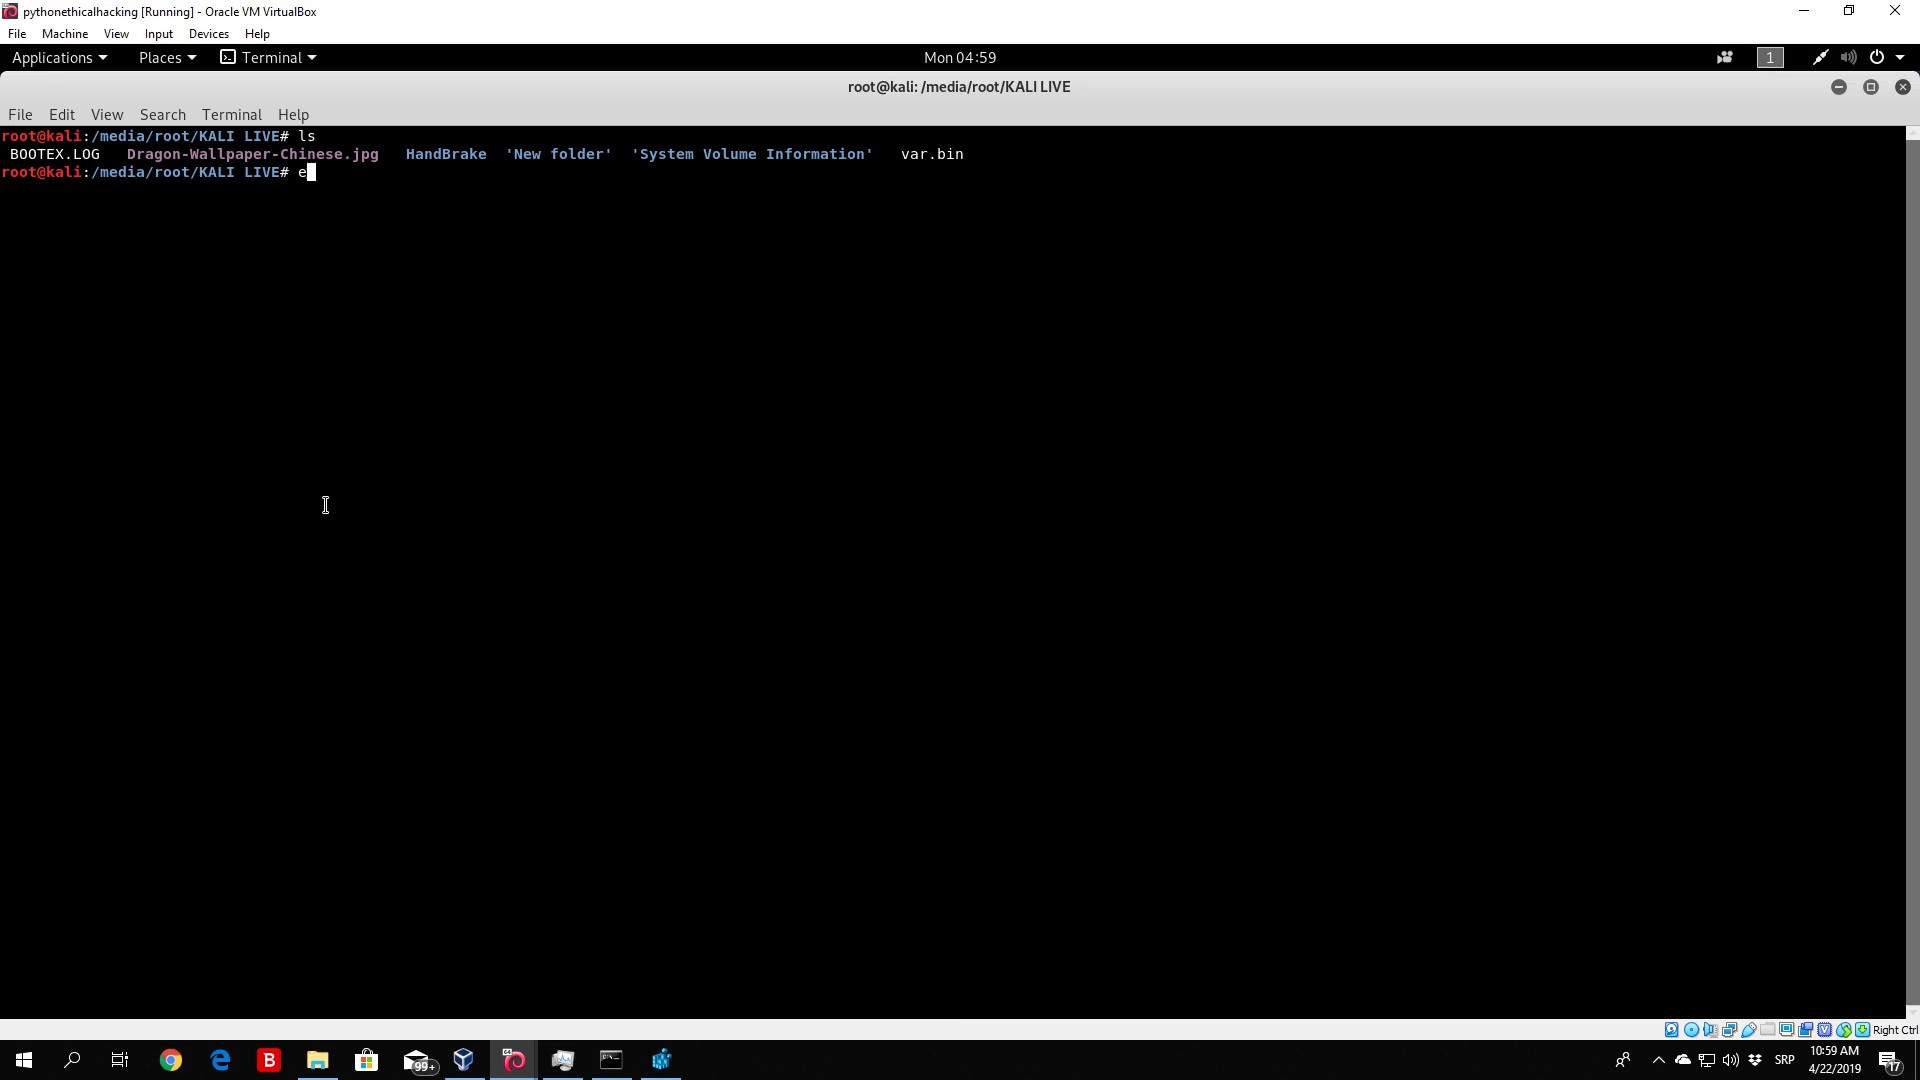 pythonethicalhacking [Running] - Oracle VM VirtualBox
File Machine View Input Devices Help
Applications Places Terminal Mon 04:59 1
root@kali: /media/root/KALI LIVE
File Edit View Search Terminal Help
root@kali:/media/root/KALI LIVE# ls
BOOTEX.LOG Dragon-Wallpaper-Chinese.jpg HandBrake 'New folder' 'System Volume Information' var.bin
root@kali:/media/root/KALI LIVE# e
Right Ctrl
B 99+ SRP 10:59 AM 17
4/22/2019